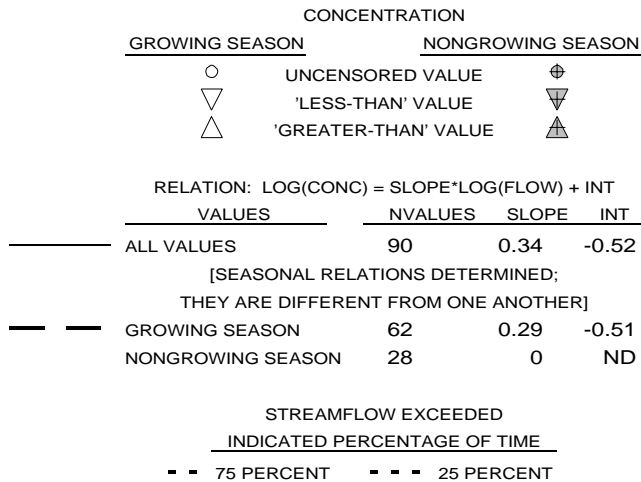 CONCENTRATION
GROWING SEASON NONGROWING SEASON
UNCENSORED VALUE
'LESS-THAN' VALUE
'GREATER-THAN' VALUE
RELATION: LOG(CONC) = SLOPE*LOG(FLOW) + INT
VALUES NVALUES SLOPE INT
ALL VALUES 90 0.34 -0.52
[SEASONAL RELATIONS DETERMINED;
THEY ARE DIFFERENT FROM ONE ANOTHER]
GROWING SEASON 62 0.29 -0.51
NONGROWING SEASON 28 0 ND
STREAMFLOW EXCEEDED
INDICATED PERCENTAGE OF TIME
75 PERCENT 25 PERCENT